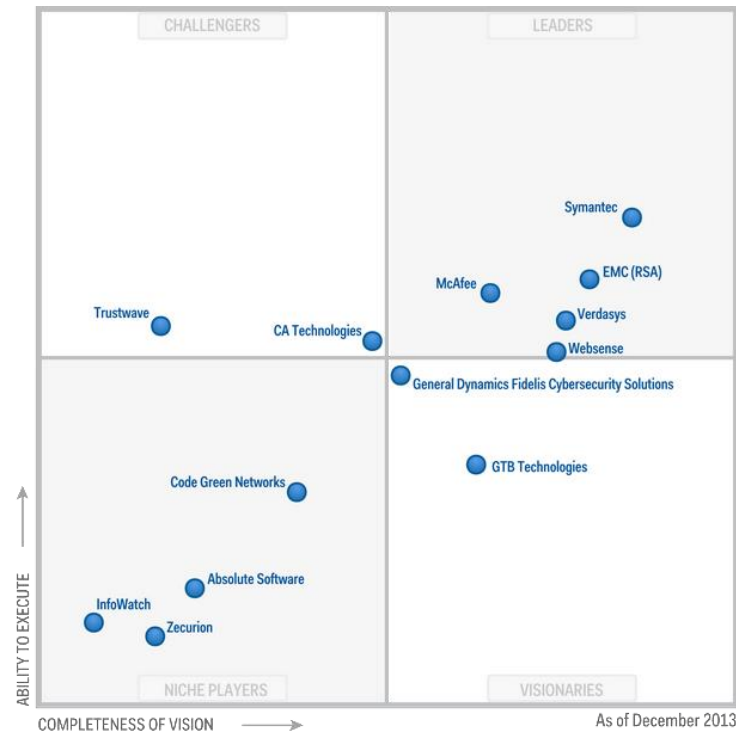 CHALLENGERS
LEADERS
Symantec
EMC (RSA)
McAfee
Trustwave
Verdasys
CA Technologies
Websense
General Dynamics Fidelis Cybersecurity Solutions
GTB Technologies
Code Green Networks
Absolute Software
InfoWatch
Zecurion
NICHE PLAYERS
VISIONARIES
ABILITY TO EXECUTE
COMPLETENESS OF VISION
As of December 2013